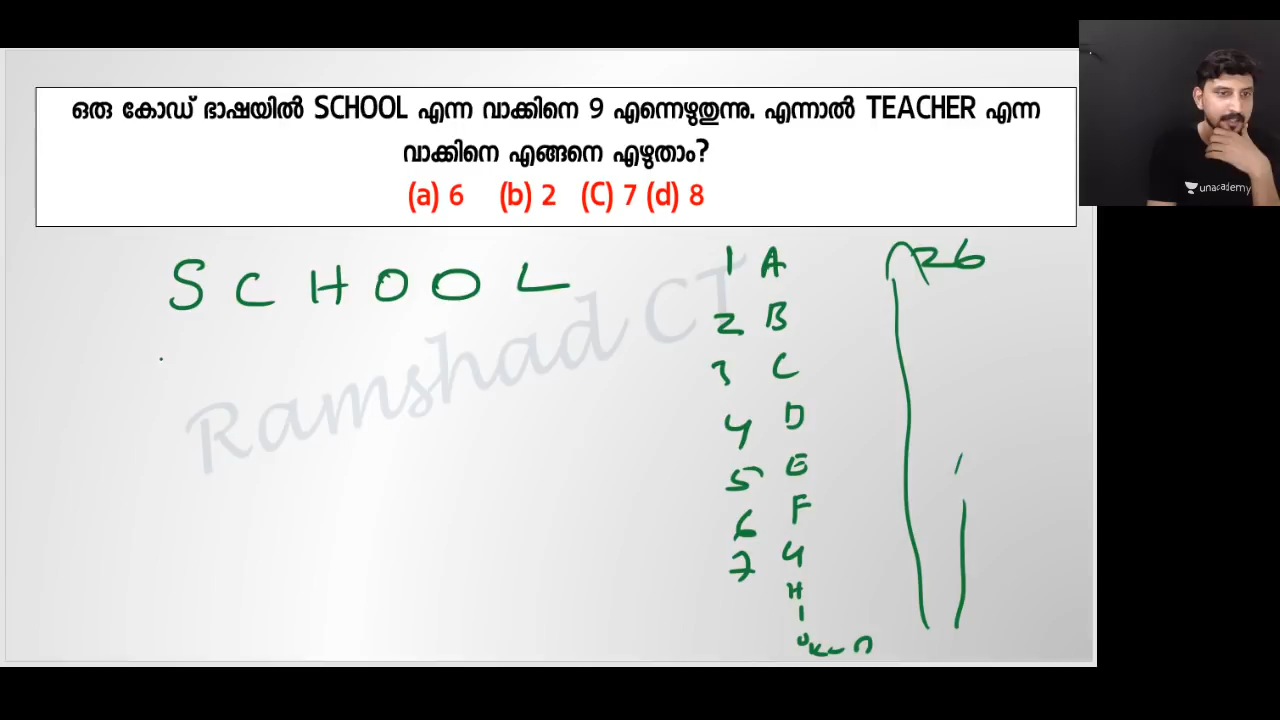 ഒരു കോഡ് ഭാഷയിൽ SCHOOL എന്ന വാക്കിനെ 9 എന്നെഴുതുന്നു. എന്നാൽ TEACHER എന്ന
വാക്കിനെ എങ്ങനെ എഴുതാം?
(a) 6 (b) 2 (C) 7 (d) 8
unacademy
S C H O O L
1 A
2 B
3 C
4 D
5 E
6 F
7 G
H
I
26
Ramshad CT